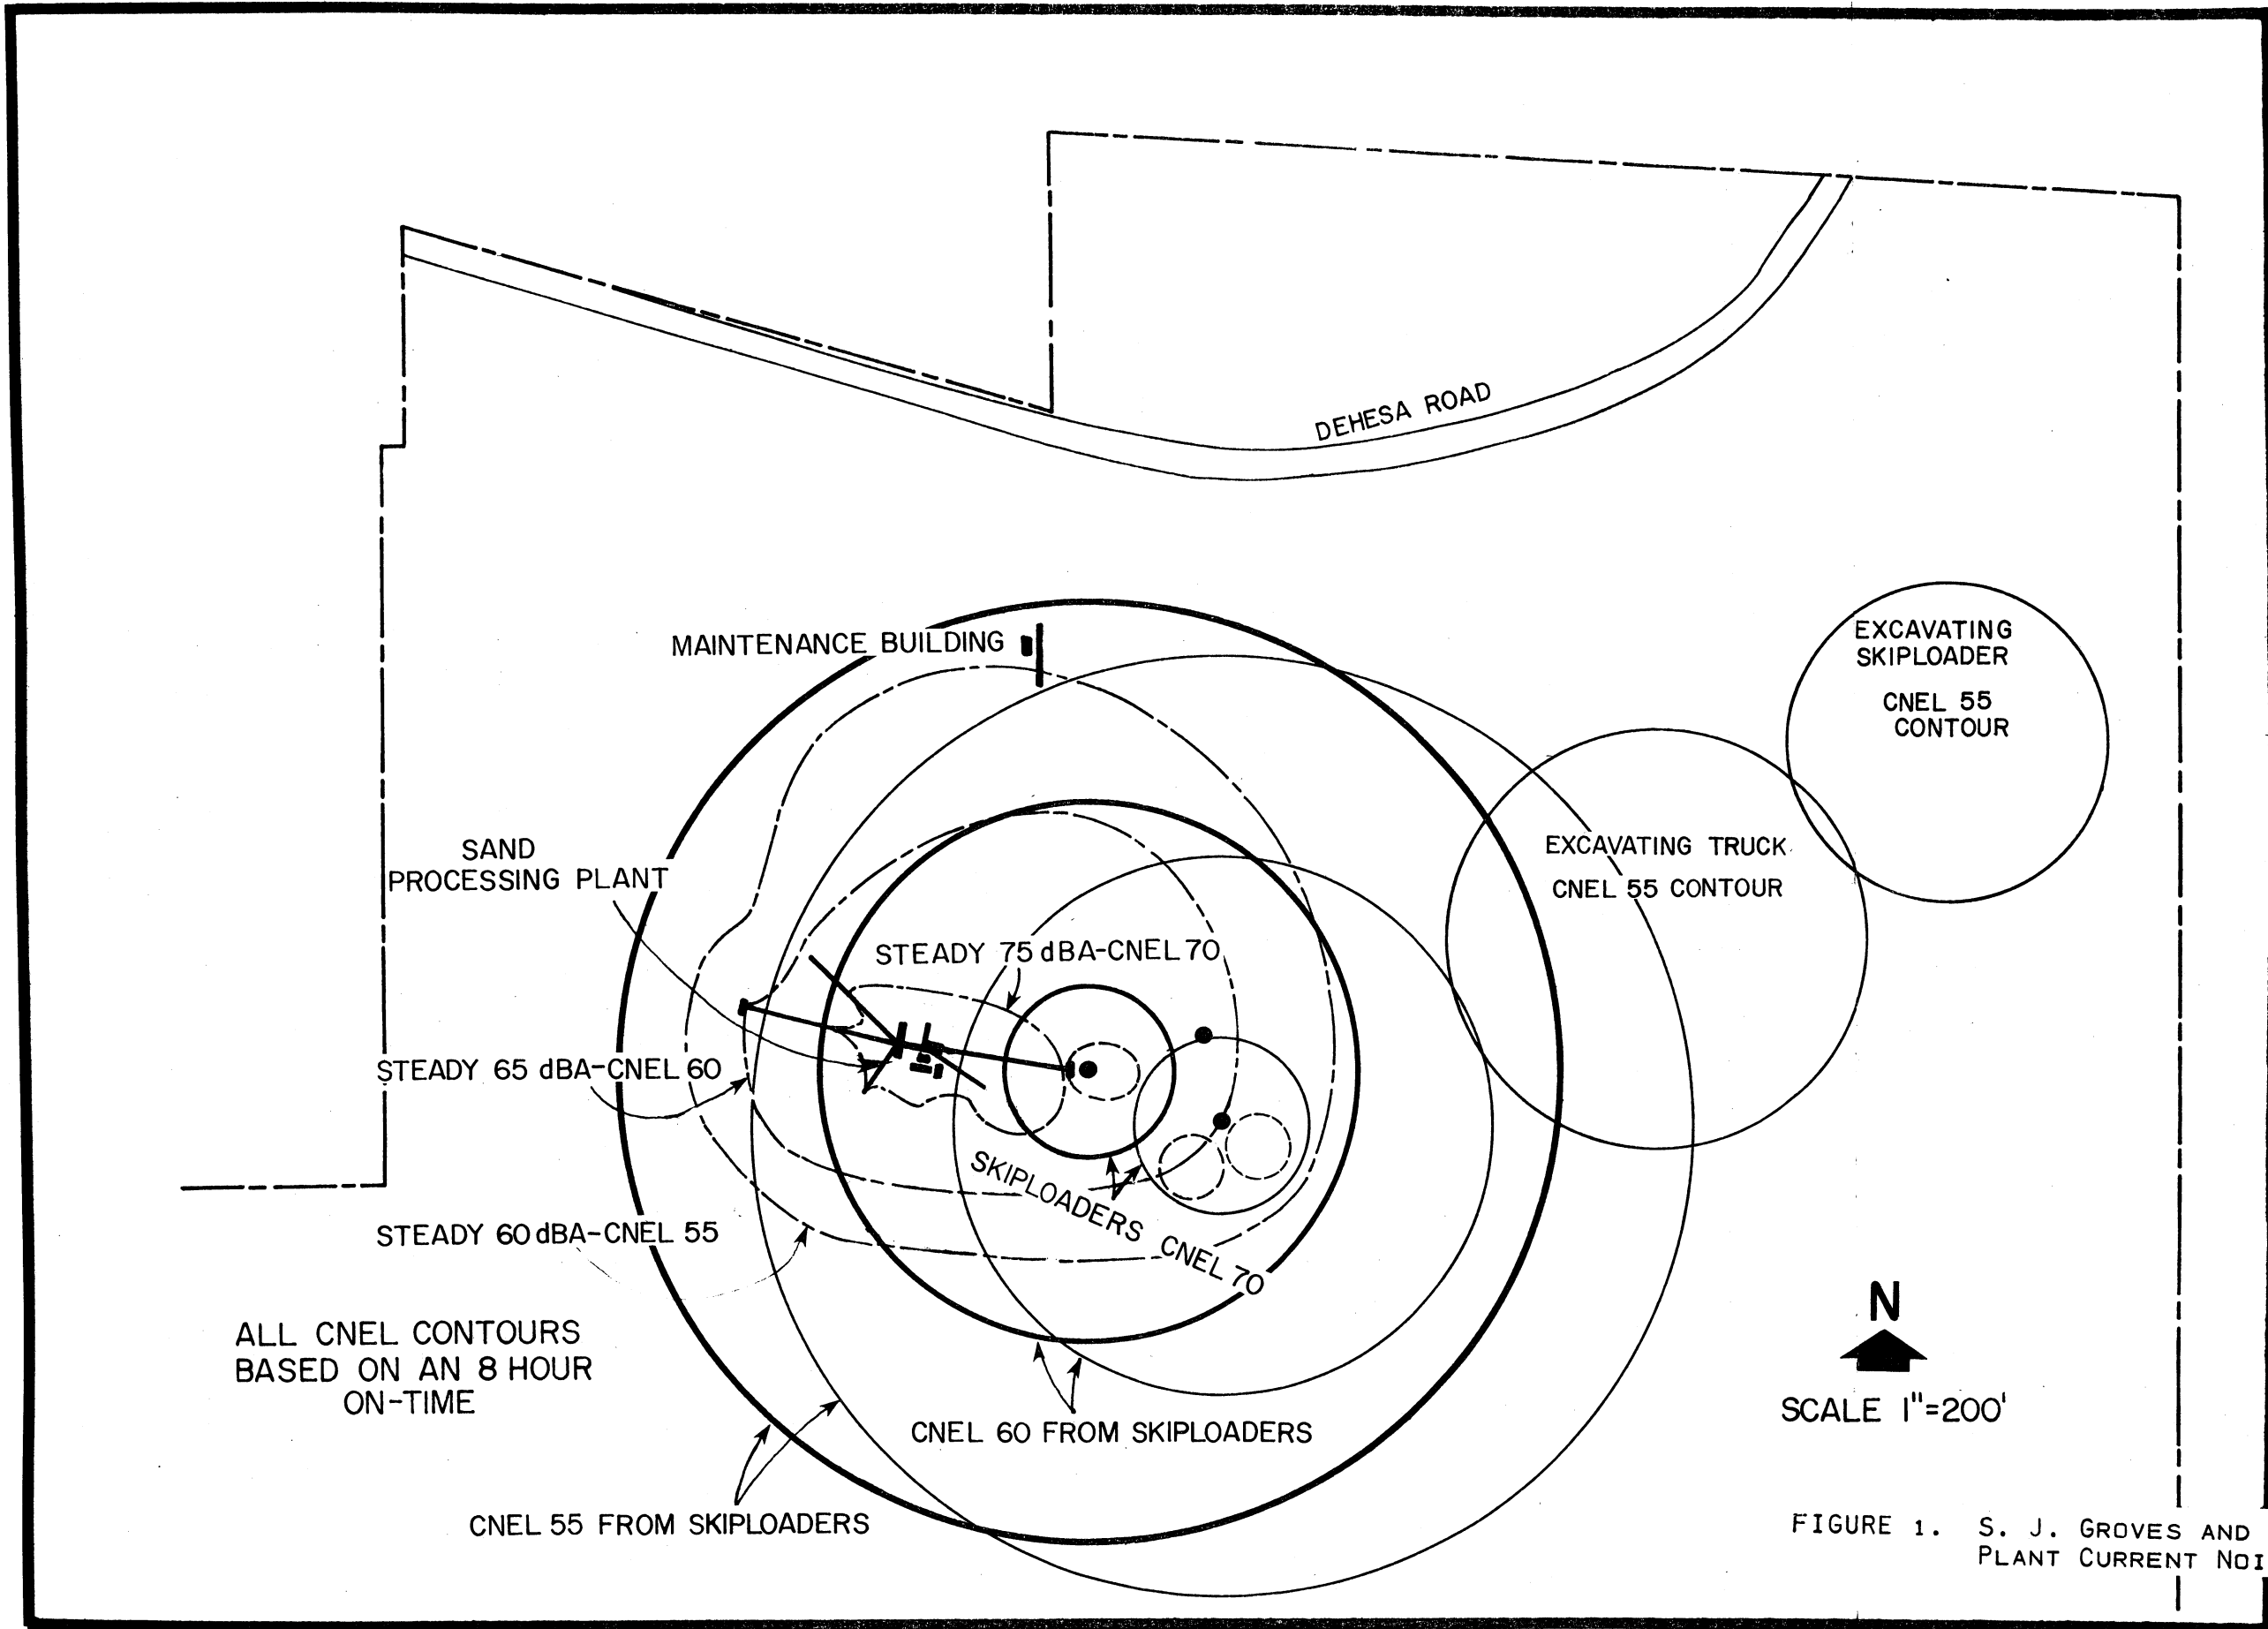 DEHESA ROAD
MAINTENANCE BUILDING
EXCAVATING
SKIPLOADER
CNEL 55
CONTOUR
SAND
PROCESSING PLANT
EXCAVATING TRUCK
CNEL 55 CONTOUR
STEADY 75 dBA-CNEL 70
STEADY 65 dBA-CNEL 60
SKIPLOADERS CNEL 70
STEADY 60 dBA-CNEL 55
ALL CNEL CONTOURS
BASED ON AN 8 HOUR
ON-TIME
N
SCALE 1"=200'
CNEL 60 FROM SKIPLOADERS
CNEL 55 FROM SKIPLOADERS
FIGURE 1. S. J. GROVES AND
PLANT CURRENT NOI